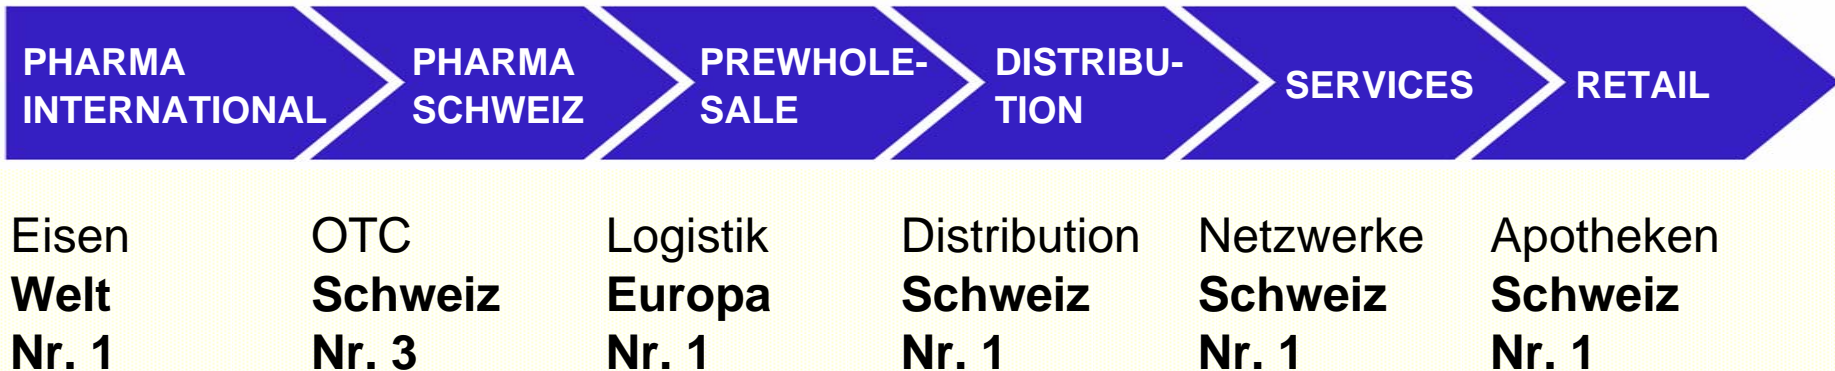 PHARMA
INTERNATIONAL
PHARMA
SCHWEIZ
PREWHOLE-
SALE
DISTRIBU-
TION
SERVICES
RETAIL
Eisen
Welt
Nr. 1
OTC
Schweiz
Nr. 3
Logistik
Europa
Nr. 1
Distribution
Schweiz
Nr. 1
Netzwerke
Schweiz
Nr. 1
Apotheken
Schweiz
Nr. 1